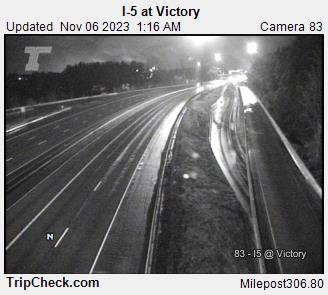 I-5 at Victory
Updated Nov 06 2023 1:16 AM Camera 83
T
N
83 - I5 @ Victory
TripCheck.com Milepost306.80